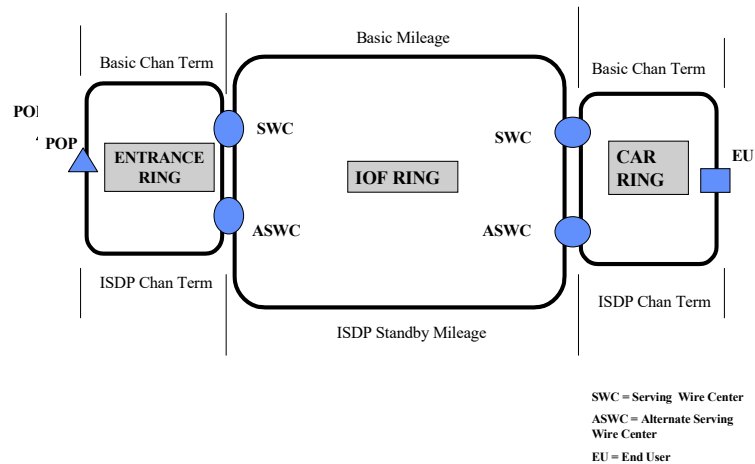 Basic Mileage
Basic Chan Term
Basic Chan Term
POP
SWC
SWC
ENTRANCE
RING
IOF RING
CAR
RING
EU
ASWC
ASWC
ISDP Chan Term
ISDP Chan Term
ISDP Standby Mileage
SWC = Serving Wire Center
ASWC = Alternate Serving
Wire Center
EU = End User